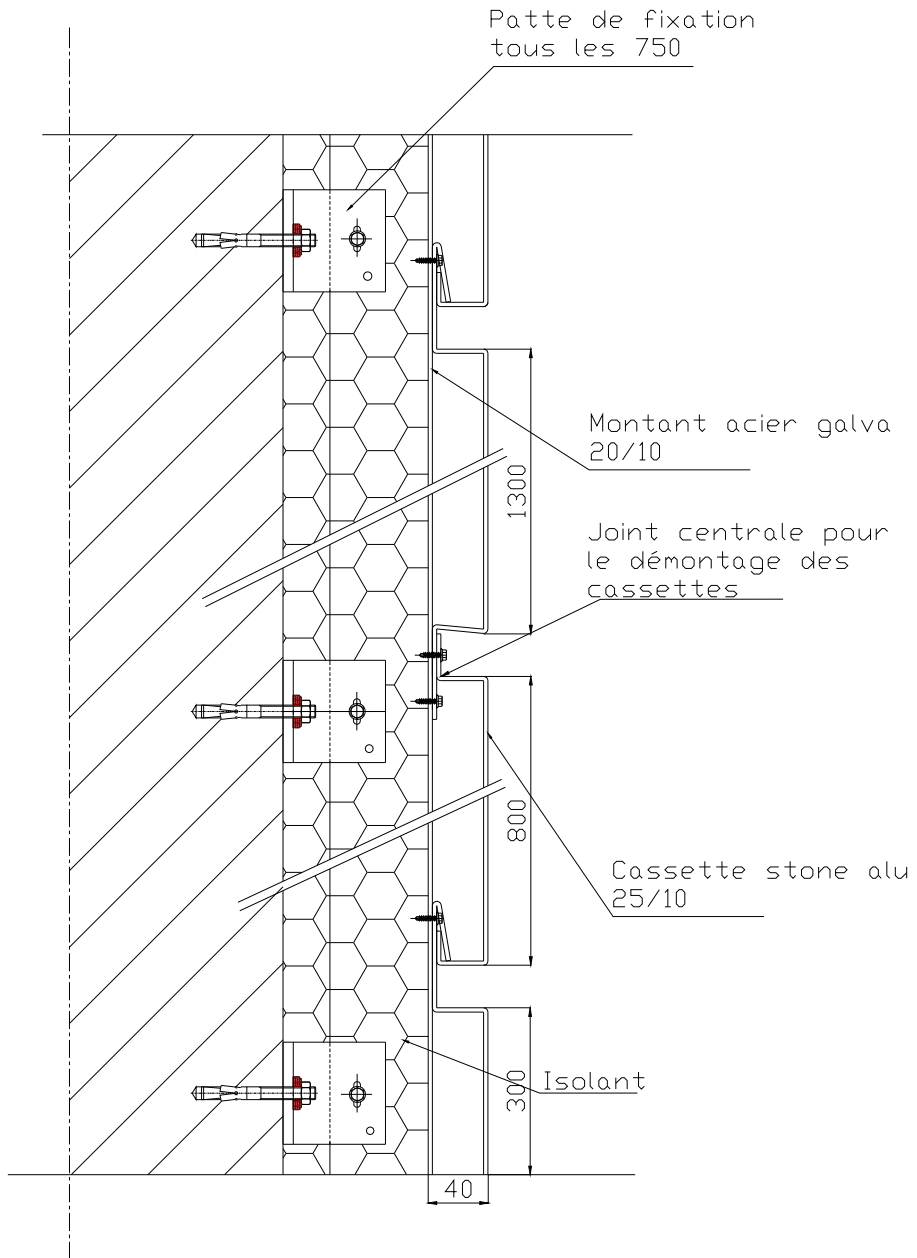 Patte de fixation
tous les 750
Montant acier galva
20/10
1300
Joint centrale pour
le démontage des
cassettes
800
Cassette stone alu
25/10
Isolant
300
40